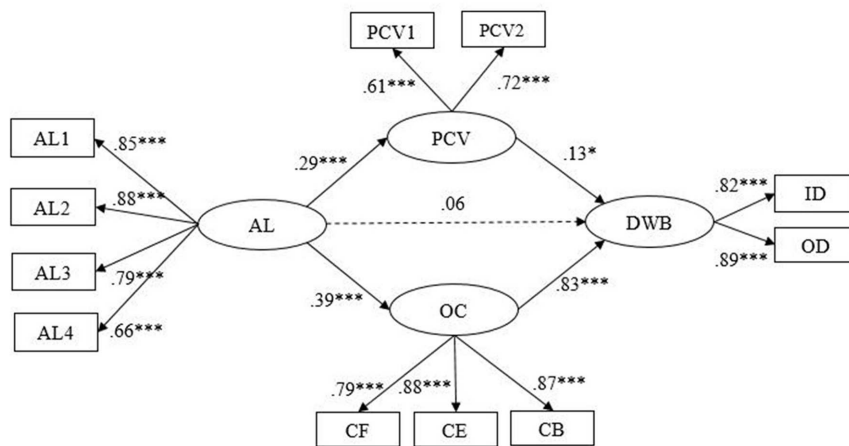 PCV1
PCV2
.61***
.72***
AL1
.85***
PCV
.29***
.13*
AL2
.88***
.82***
ID
.06
AL
DWB
AL3
.79***
OD
.89***
.39***
.83***
OC
AL4
.66***
.79***
.88***
.87***
CF
CE
CB